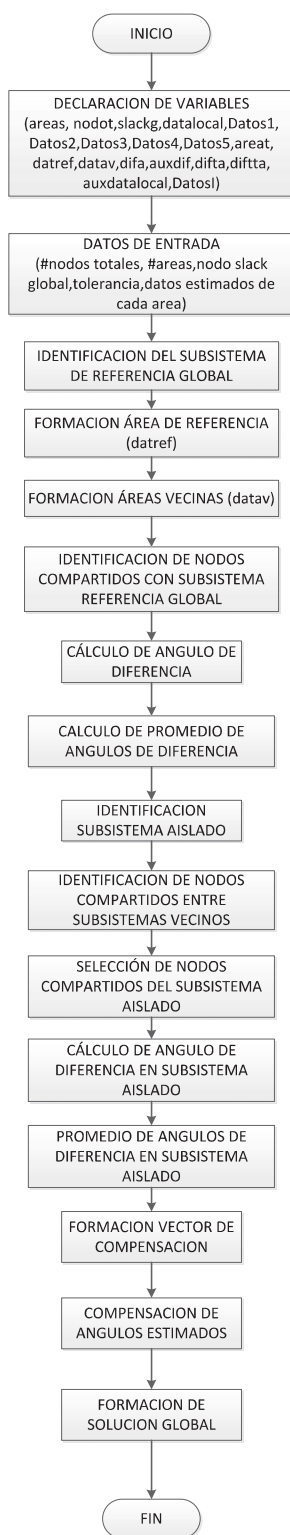 INICIO
DECLARACION DE VARIABLES
(areas, nodot,slackg,datalocal,Datos1,
Datos2,Datos3,Datos4,Datos5,areat,
datref,datav,difa,auxdif,difta,diftta,
auxdatalocal,DatosI)
DATOS DE ENTRADA
(#nodos totales, #areas,nodo slack
global,tolerancia,datos estimados de
cada area)
IDENTIFICACION DEL SUBSISTEMA
DE REFERENCIA GLOBAL
FORMACION ÁREA DE REFERENCIA
(datref)
FORMACION ÁREAS VECINAS (datav)
IDENTIFICACION DE NODOS
COMPARTIDOS CON SUBSISTEMA
REFERENCIA GLOBAL
CÁLCULO DE ANGULO DE
DIFERENCIA
CALCULO DE PROMEDIO DE
ANGULOS DE DIFERENCIA
IDENTIFICACION
SUBSISTEMA AISLADO
IDENTIFICACION DE NODOS
COMPARTIDOS ENTRE
SUBSISTEMAS VECINOS
SELECCIÓN DE NODOS
COMPARTIDOS DEL SUBSISTEMA
AISLADO
CÁLCULO DE ANGULO DE
DIFERENCIA EN SUBSISTEMA
AISLADO
PROMEDIO DE ANGULOS DE
DIFERENCIA EN SUBSISTEMA
AISLADO
FORMACION VECTOR DE
COMPENSACION
COMPENSACION DE
ANGULOS ESTIMADOS
FORMACION DE
SOLUCION GLOBAL
FIN